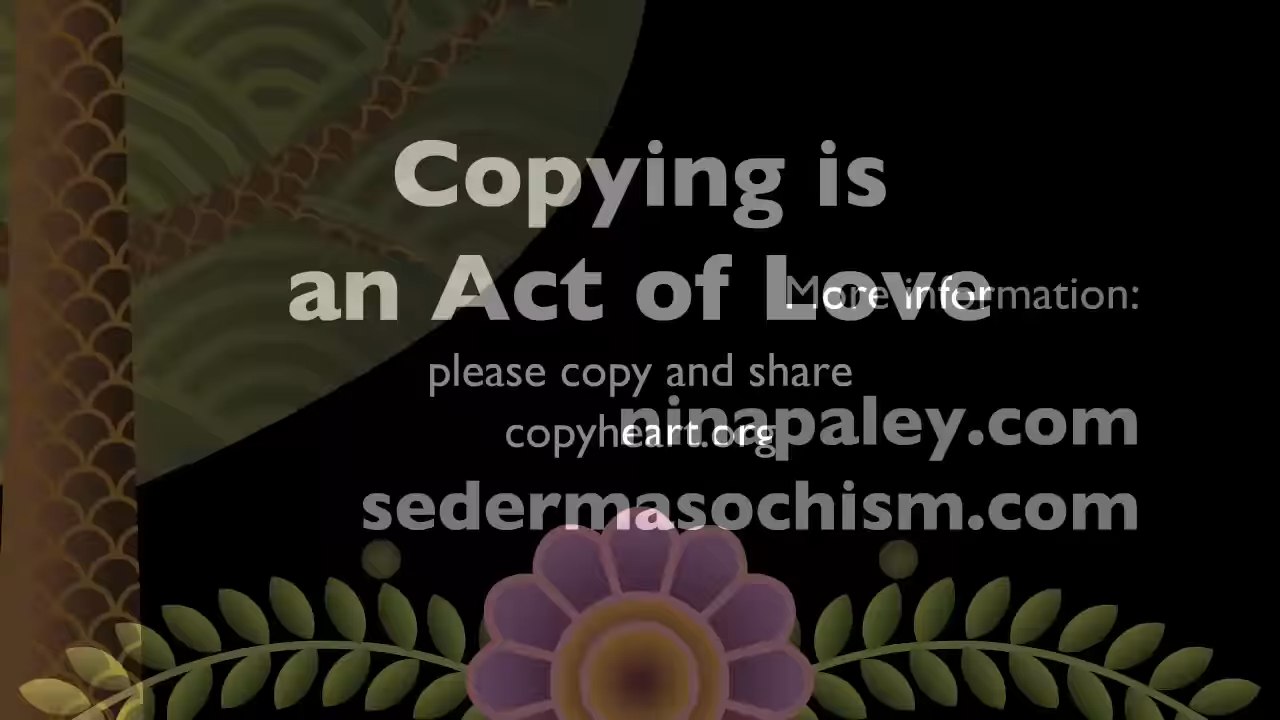 Copying is
an Act of Love
More information:
please copy and share
ninapaley.com
copyheart.org
sedermasochism.com